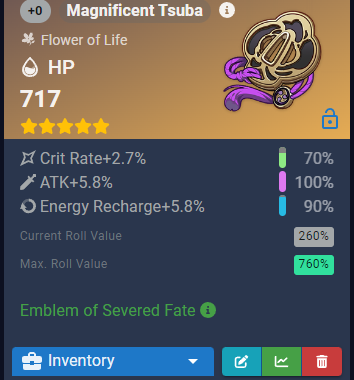 +0 Magnificent Tsuba
Flower of Life
HP
717
Crit Rate+2.7% 70%
ATK+5.8% 100%
Energy Recharge+5.8% 90%
Current Roll Value 260%
Max. Roll Value 760%
Emblem of Severed Fate
Inventory